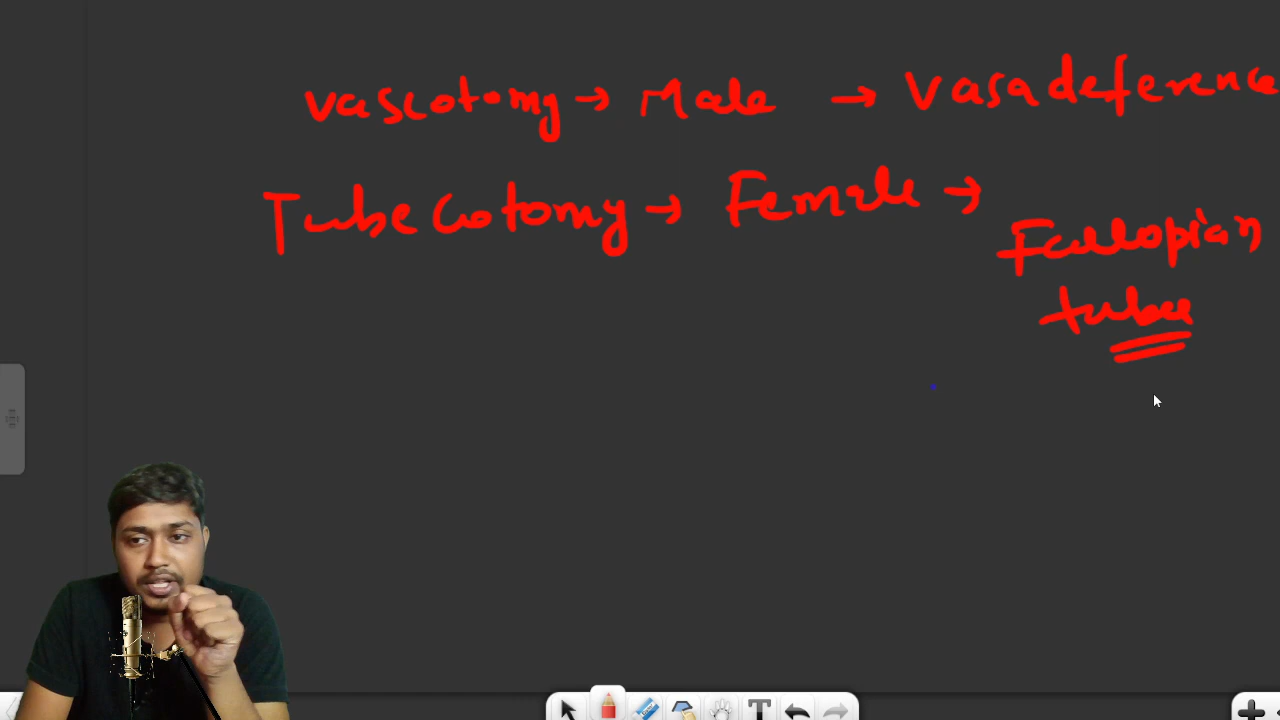 vascotomy → Male → Vasadeference
Tubecotomy → Female →
Fallopian
tube
T